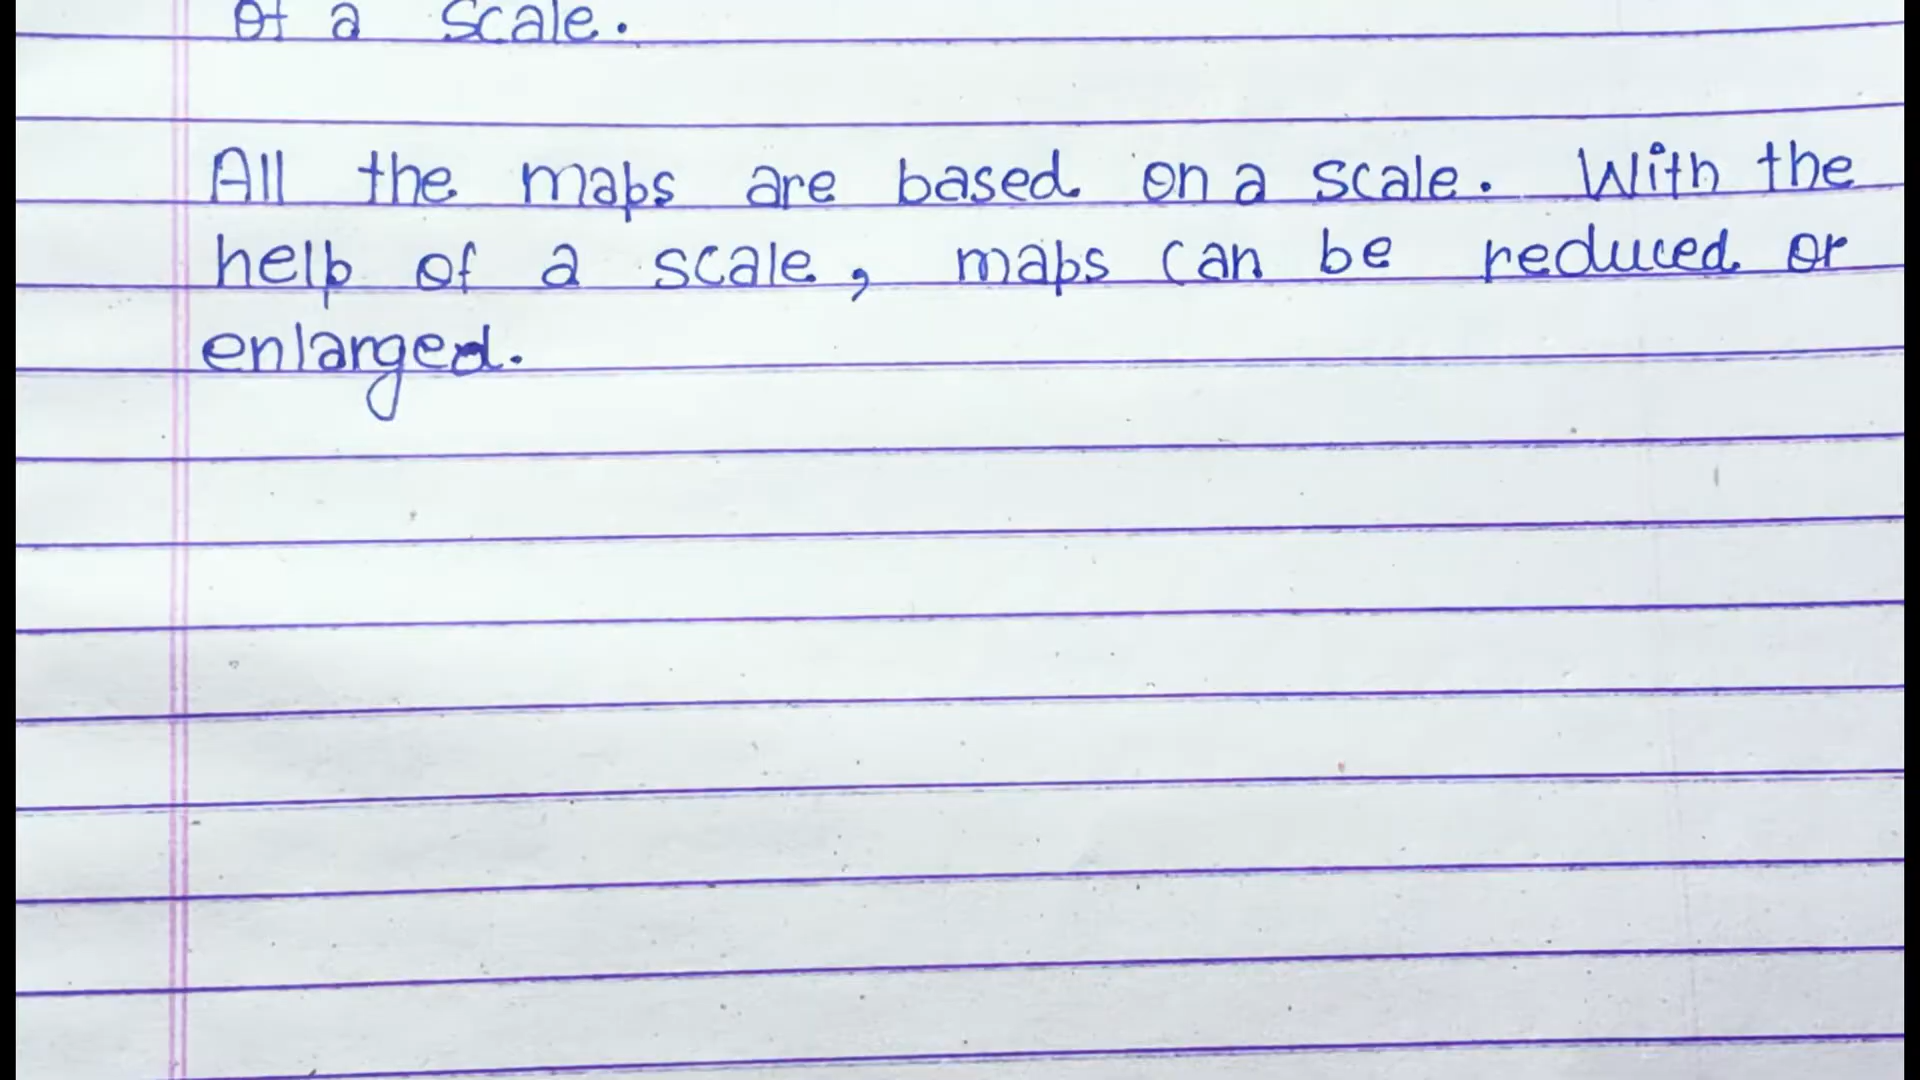 of a scale.
All the maps are based on a scale. With the
help of a scale, maps can be reduced or
enlarged.